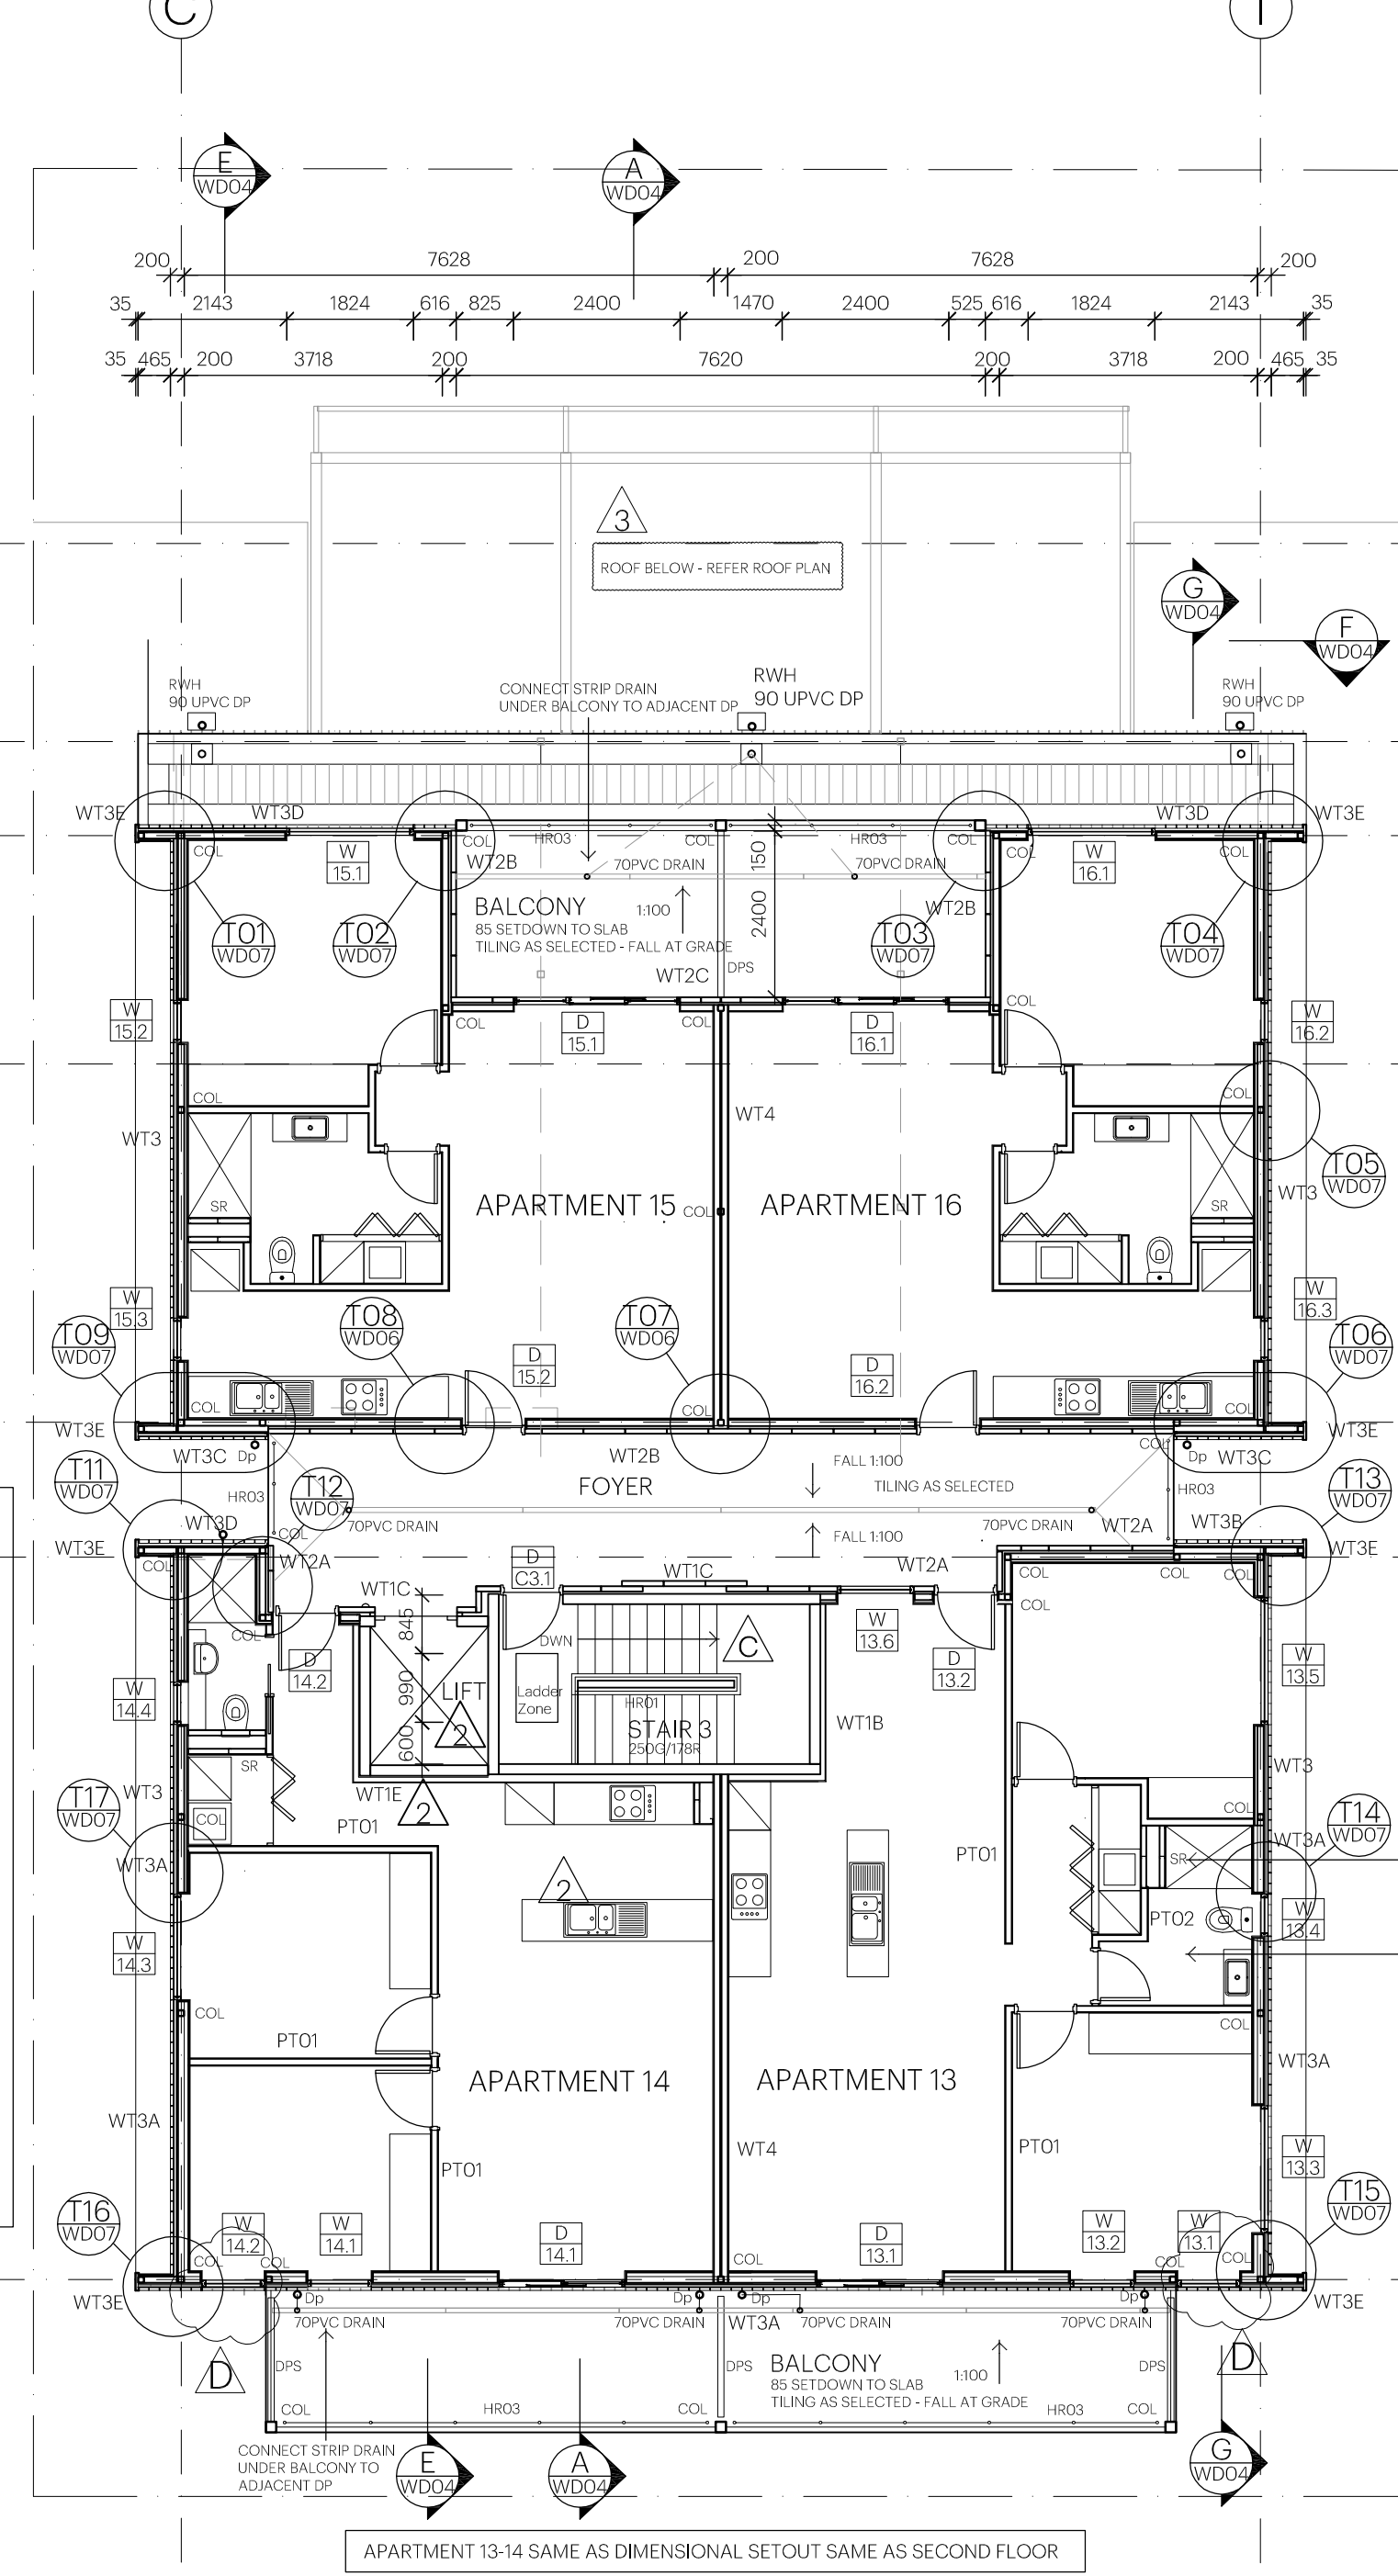 C
E
WD04
A
WD04
200 7628 200 7628 200
35 2143 1824 616 825 2400 1470 2400 525 616 1824 2143 35
35 465 200 3718 200 7620 200 3718 200 465 35
3
ROOF BELOW - REFER ROOF PLAN
G
WD04
F
WD04
RWH
90 UPVC DP
CONNECT STRIP DRAIN
UNDER BALCONY TO ADJACENT DP
RWH
90 UPVC DP
RWH
90 UPVC DP
WT3E
WT3D
WT3D
WT3E
COL
W
15.1
COL
HR03
WT2B
COL
70PVC DRAIN
150
HR03
70PVC DRAIN
COL
W
16.1
COL
T01
WD07
T02
WD07
BALCONY
85 SETDOWN TO SLAB
TILING AS SELECTED - FALL AT GRADE
1:100
2400
WT2B
T03
WD07
T04
WD07
WT2C
DPS
W
15.2
COL
D
15.1
COL
D
16.1
COL
W
16.2
COL
COL
WT3
WT4
T05
WD07
SR
APARTMENT 15
COL
APARTMENT 16
SR
WT3
W
15.3
T09
WD07
T08
WD06
T07
WD06
W
16.3
T06
WD07
D
15.2
D
16.2
COL
COL
COL
WT3E
WT3C
Dp
WT2B
COL
Dp
WT3C
WT3E
T11
WD07
T12
WD07
FOYER
FALL 1:100
TILING AS SELECTED
T13
WD07
HR03
HR03
WT3D
COL
70PVC DRAIN
FALL 1:100
70PVC DRAIN
WT2A
WT3B
WT3E
WT3E
COL
WT2A
WT1C
D
C3.1
WT1C
WT2A
COL
COL
COL
COL
COL
845
DWN
C
W
13.6
D
14.2
D
13.2
W
13.5
W
14.4
990
LIFT
2
Ladder
Zone
HR01
STAIR 3
250G/178R
WT1B
600
SR
WT3
WT3
T17
WD07
COL
WT1E
2
PT01
COL
T14
WD07
WT3A
PT01
SR
WT3A
2
PT02
W
13.4
W
14.3
COL
PT01
COL
APARTMENT 14
APARTMENT 13
WT3A
WT3A
PT01
WT4
PT01
W
13.3
T16
WD07
T15
WD07
W
14.2
W
14.1
D
14.1
D
13.1
W
13.2
W
13.1
COL
COL
COL
COL
COL
WT3E
Dp
Dp
Dp
Dp
WT3E
70PVC DRAIN
70PVC DRAIN
WT3A
70PVC DRAIN
70PVC DRAIN
D
DPS
DPS
BALCONY
85 SETDOWN TO SLAB
TILING AS SELECTED - FALL AT GRADE
1:100
DPS
D
COL
HR03
COL
HR03
COL
CONNECT STRIP DRAIN
UNDER BALCONY TO
ADJACENT DP
E
WD04
A
WD04
G
WD04
APARTMENT 13-14 SAME AS DIMENSIONAL SETOUT SAME AS SECOND FLOOR